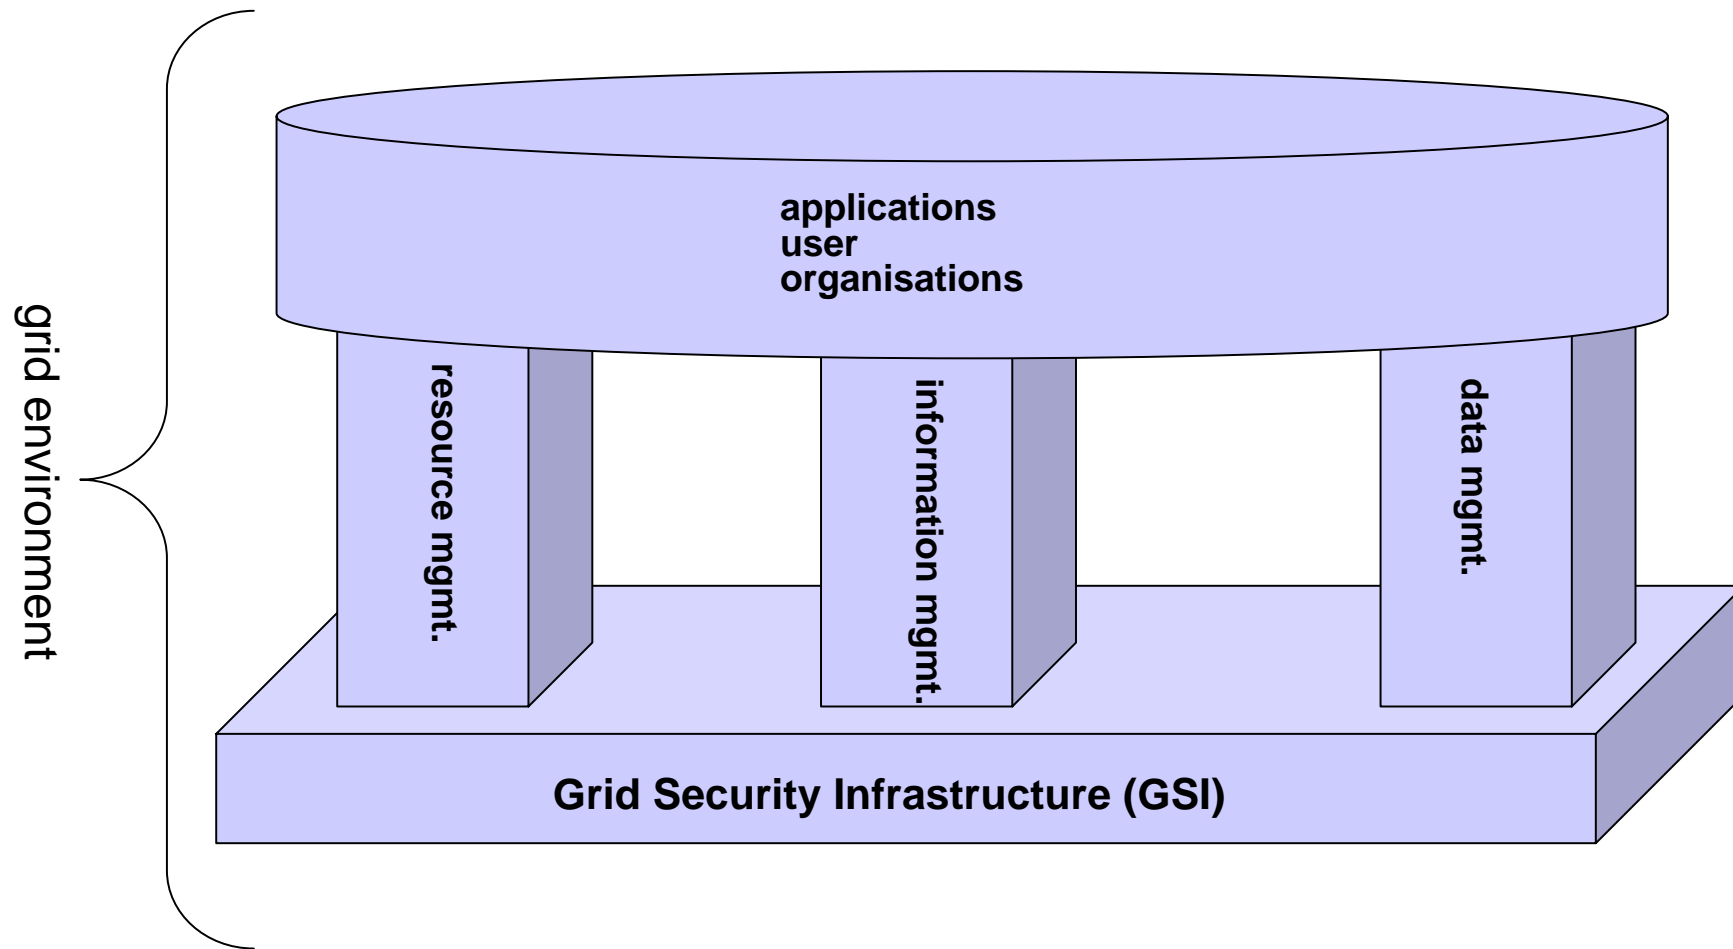 grid environment
applications
user
organisations
resource mgmt.
information mgmt.
data mgmt.
Grid Security Infrastructure (GSI)